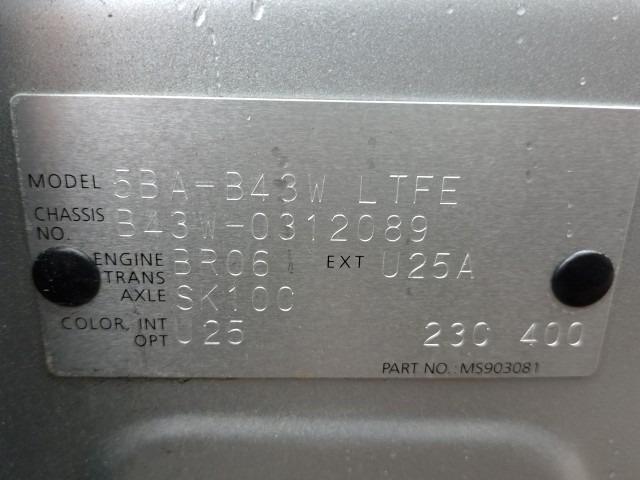 MODEL 5BA-B43W LTFE
CHASSIS NO. B43W-0312089
ENGINE BR06 EXT U25A
TRANS AXLE SK10C
COLOR, INT OPT U25 23C 400
PART NO.: MS903081